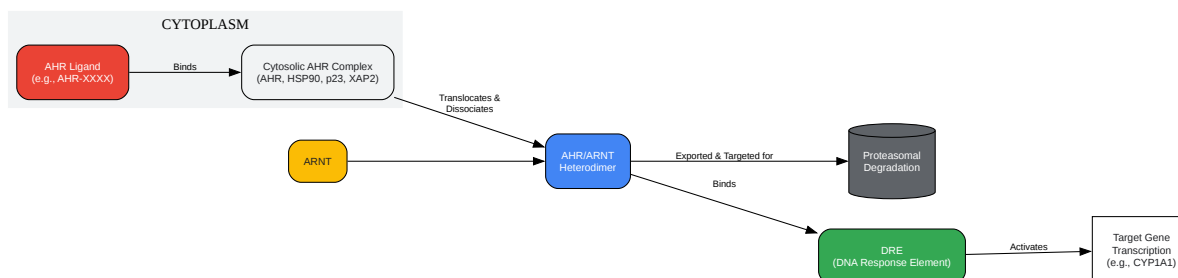 CYTOPLASM
AHR Ligand
(e.g., AHR-XXXX)
Binds
Cytosolic AHR Complex
(AHR, HSP90, p23, XAP2)
Translocates &
Dissociates
ARNT
AHR/ARNT
Heterodimer
Exported & Targeted for
Proteasomal
Degradation
Binds
DRE
(DNA Response Element)
Activates
Target Gene
Transcription
(e.g., CYP1A1)